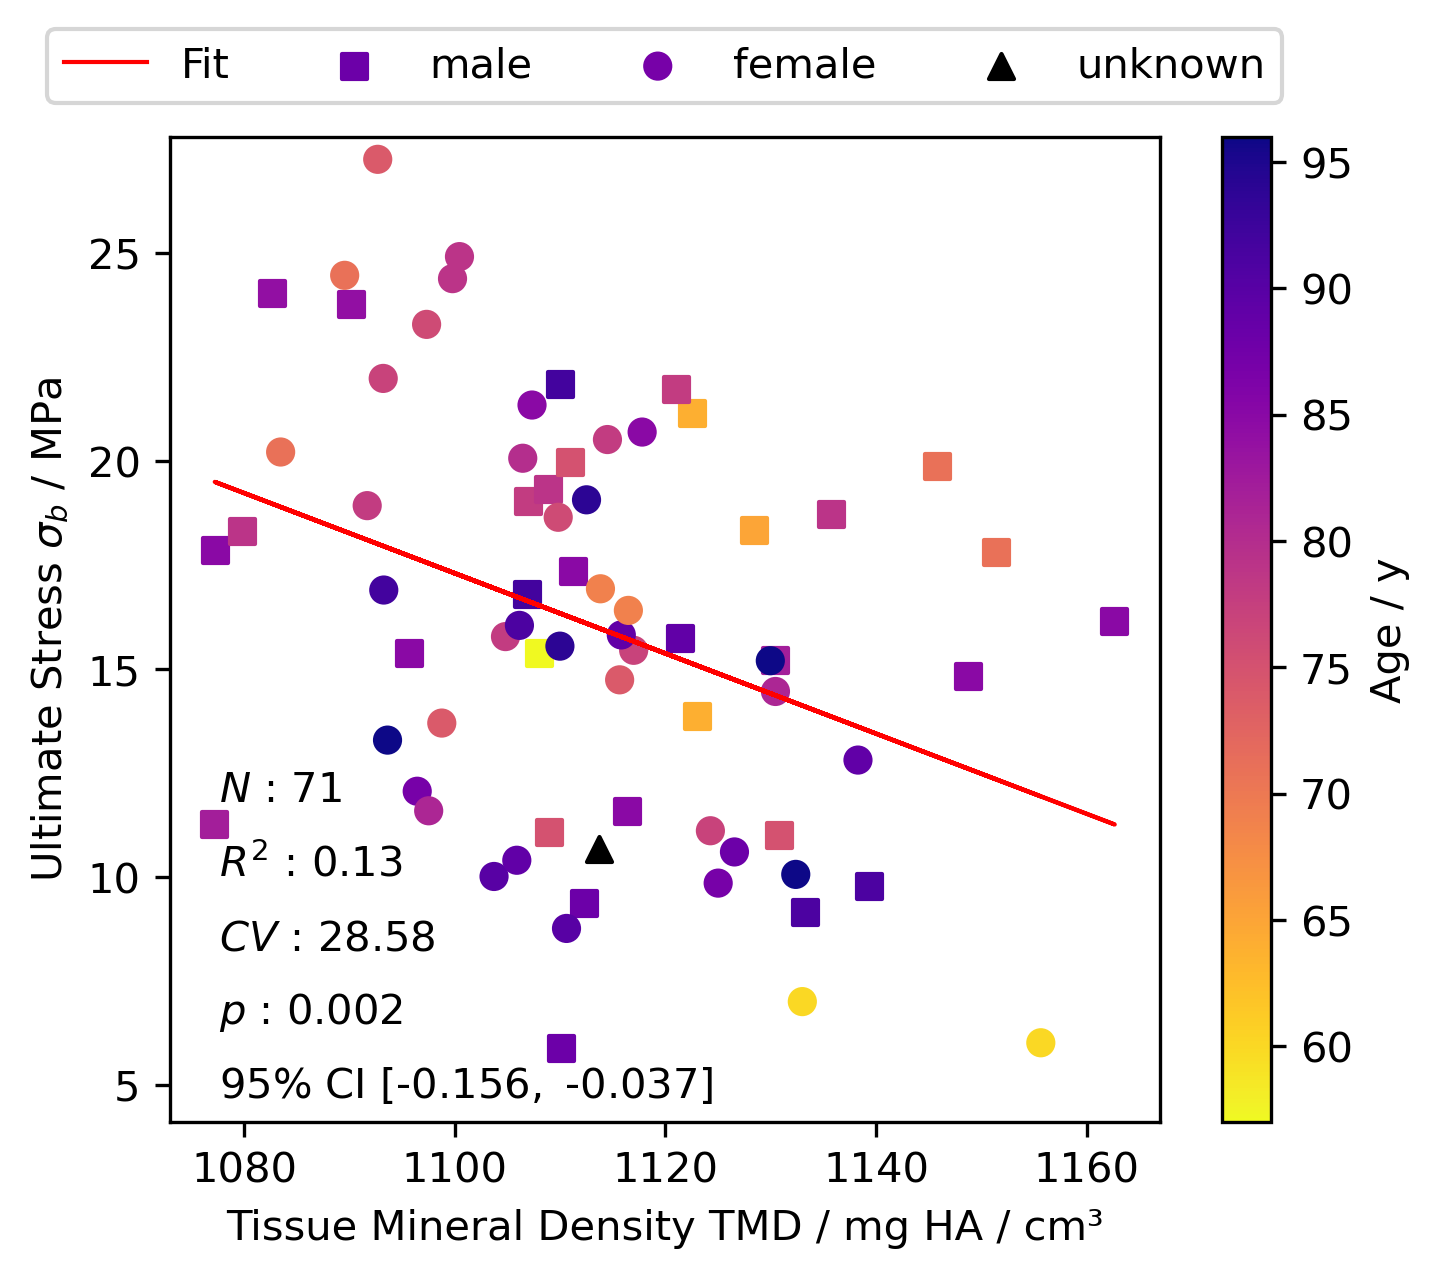 Fit male female unknown
25
20
15
10
5
Ultimate Stress σ_b / MPa
N : 71
R² : 0.13
CV : 28.58
p : 0.002
95% CI [-0.156, -0.037]
1080 1100 1120 1140 1160
Tissue Mineral Density TMD / mg HA / cm³
95
90
85
80
75
70
65
60
Age / y